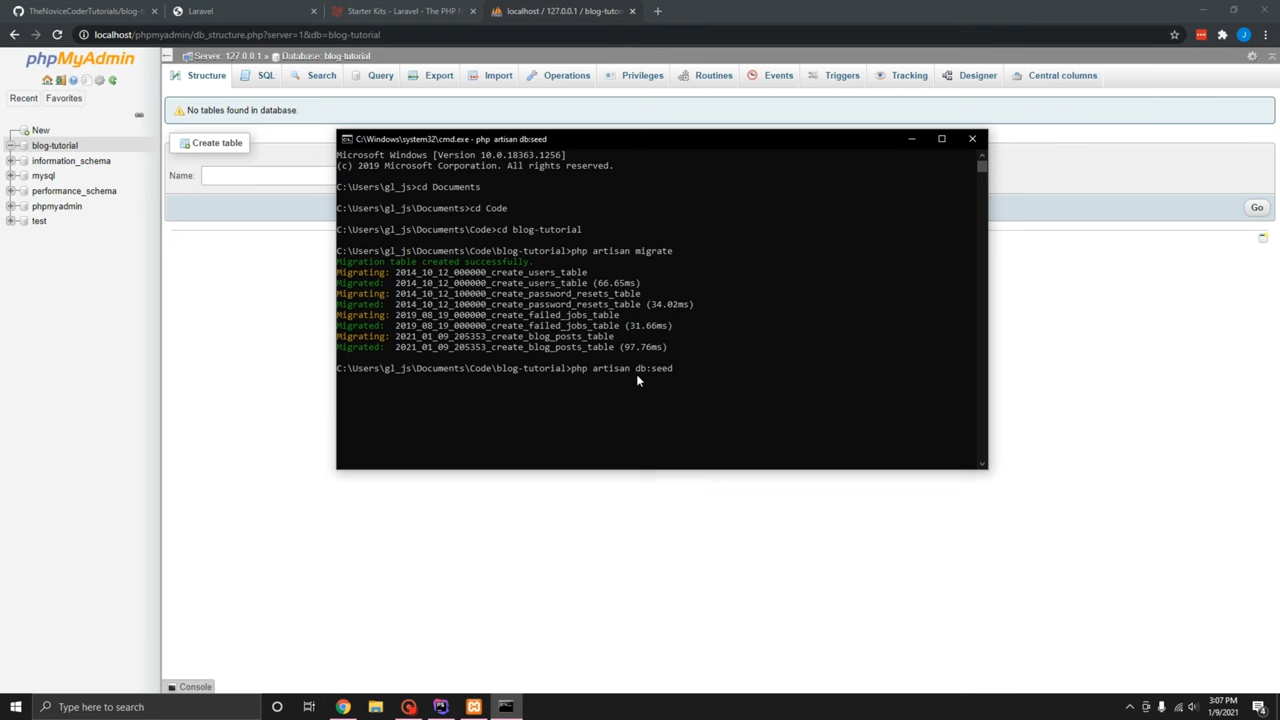 TheNoviceCoderTutorials/blog-t
Laravel
Starter Kits - Laravel - The PHP F
localhost / 127.0.0.1 / blog-tutor
localhost/phpmyadmin/db_structure.php?server=1&db=blog-tutorial
phpMyAdmin
Recent
Favorites
New
blog-tutorial
information_schema
mysql
performance_schema
phpmyadmin
test
Server: 127.0.0.1 » Database: blog-tutorial
Structure
SQL
Search
Query
Export
Import
Operations
Privileges
Routines
Events
Triggers
Tracking
Designer
Central columns
No tables found in database.
Create table
Name:
Go
C:\Windows\system32\cmd.exe - php artisan db:seed
Microsoft Windows [Version 10.0.18363.1256]
(c) 2019 Microsoft Corporation. All rights reserved.
C:\Users\gl_js>cd Documents
C:\Users\gl_js\Documents>cd Code
C:\Users\gl_js\Documents\Code>cd blog-tutorial
C:\Users\gl_js\Documents\Code\blog-tutorial>php artisan migrate
Migration table created successfully.
Migrating: 2014_10_12_000000_create_users_table
Migrated:  2014_10_12_000000_create_users_table (66.65ms)
Migrating: 2014_10_12_100000_create_password_resets_table
Migrated:  2014_10_12_100000_create_password_resets_table (34.02ms)
Migrating: 2019_08_19_000000_create_failed_jobs_table
Migrated:  2019_08_19_000000_create_failed_jobs_table (31.66ms)
Migrating: 2021_01_09_205353_create_blog_posts_table
Migrated:  2021_01_09_205353_create_blog_posts_table (97.76ms)
C:\Users\gl_js\Documents\Code\blog-tutorial>php artisan db:seed
Console
Type here to search
3:07 PM
1/9/2021